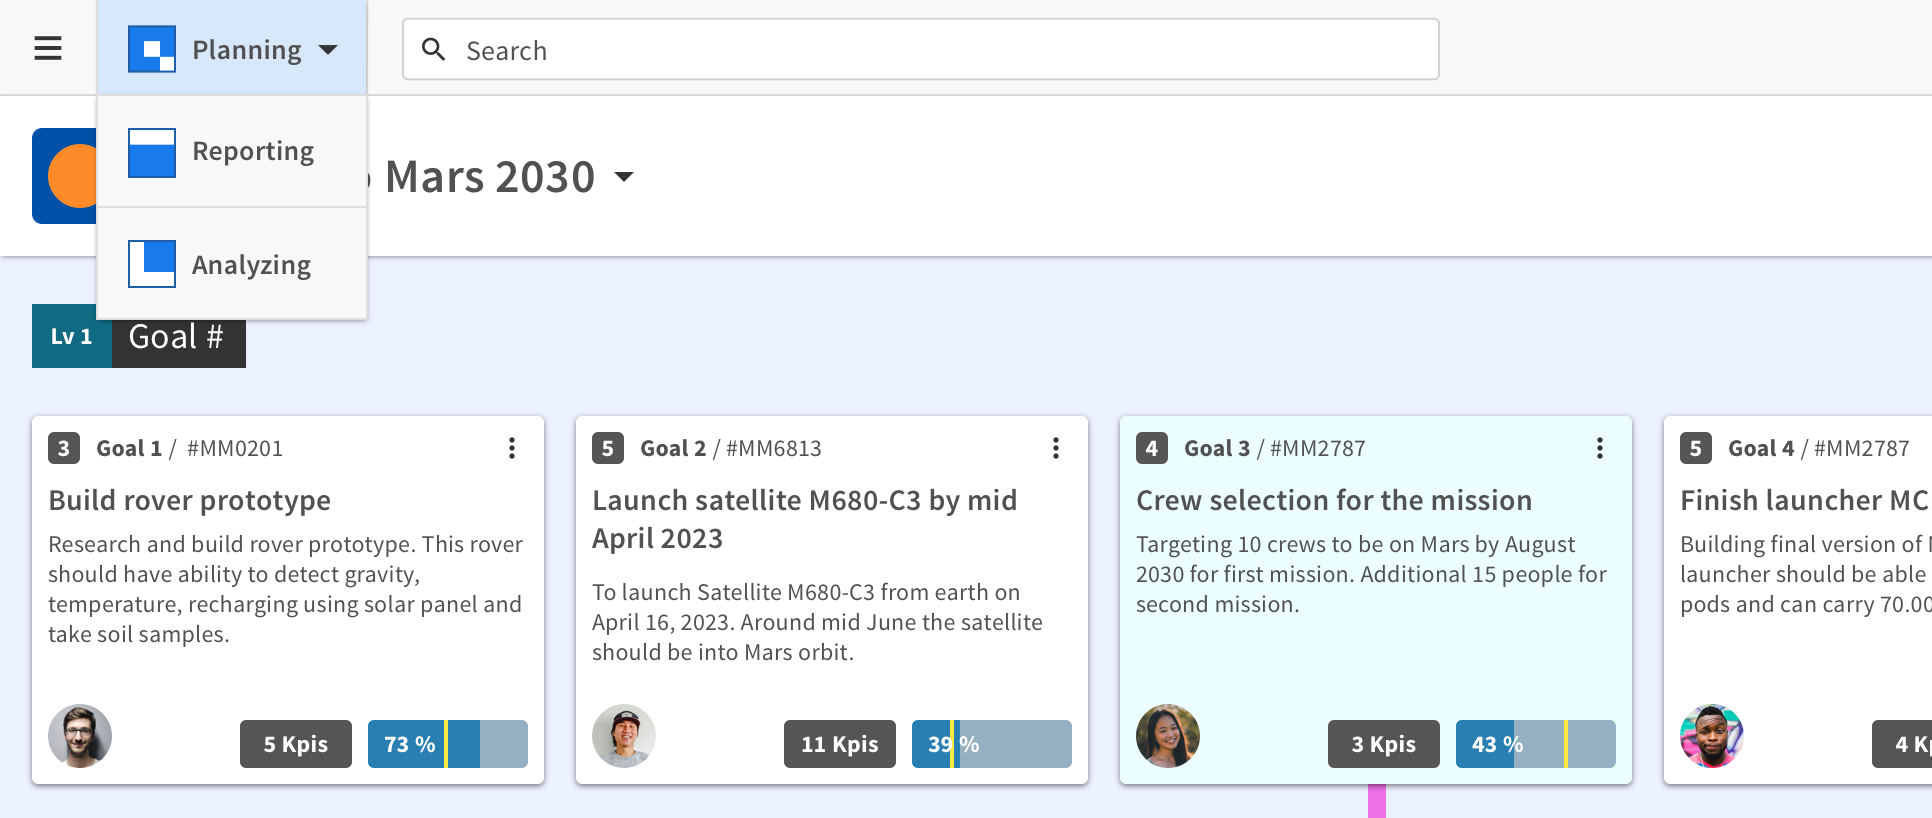 Planning
Search
Reporting
Mars 2030
Analyzing
Lv 1 Goal #
3 Goal 1 / #MM0201
Build rover prototype
Research and build rover prototype. This rover
should have ability to detect gravity,
temperature, recharging using solar panel and
take soil samples.
5 Kpis 73 %
5 Goal 2 / #MM6813
Launch satellite M680-C3 by mid
April 2023
To launch Satellite M680-C3 from earth on
April 16, 2023. Around mid June the satellite
should be into Mars orbit.
11 Kpis 39 %
4 Goal 3 / #MM2787
Crew selection for the mission
Targeting 10 crews to be on Mars by August
2030 for first mission. Additional 15 people for
second mission.
3 Kpis 43 %
5 Goal 4 / #MM2787
Finish launcher MC
Building final version of
launcher should be able
pods and can carry 70.00
4